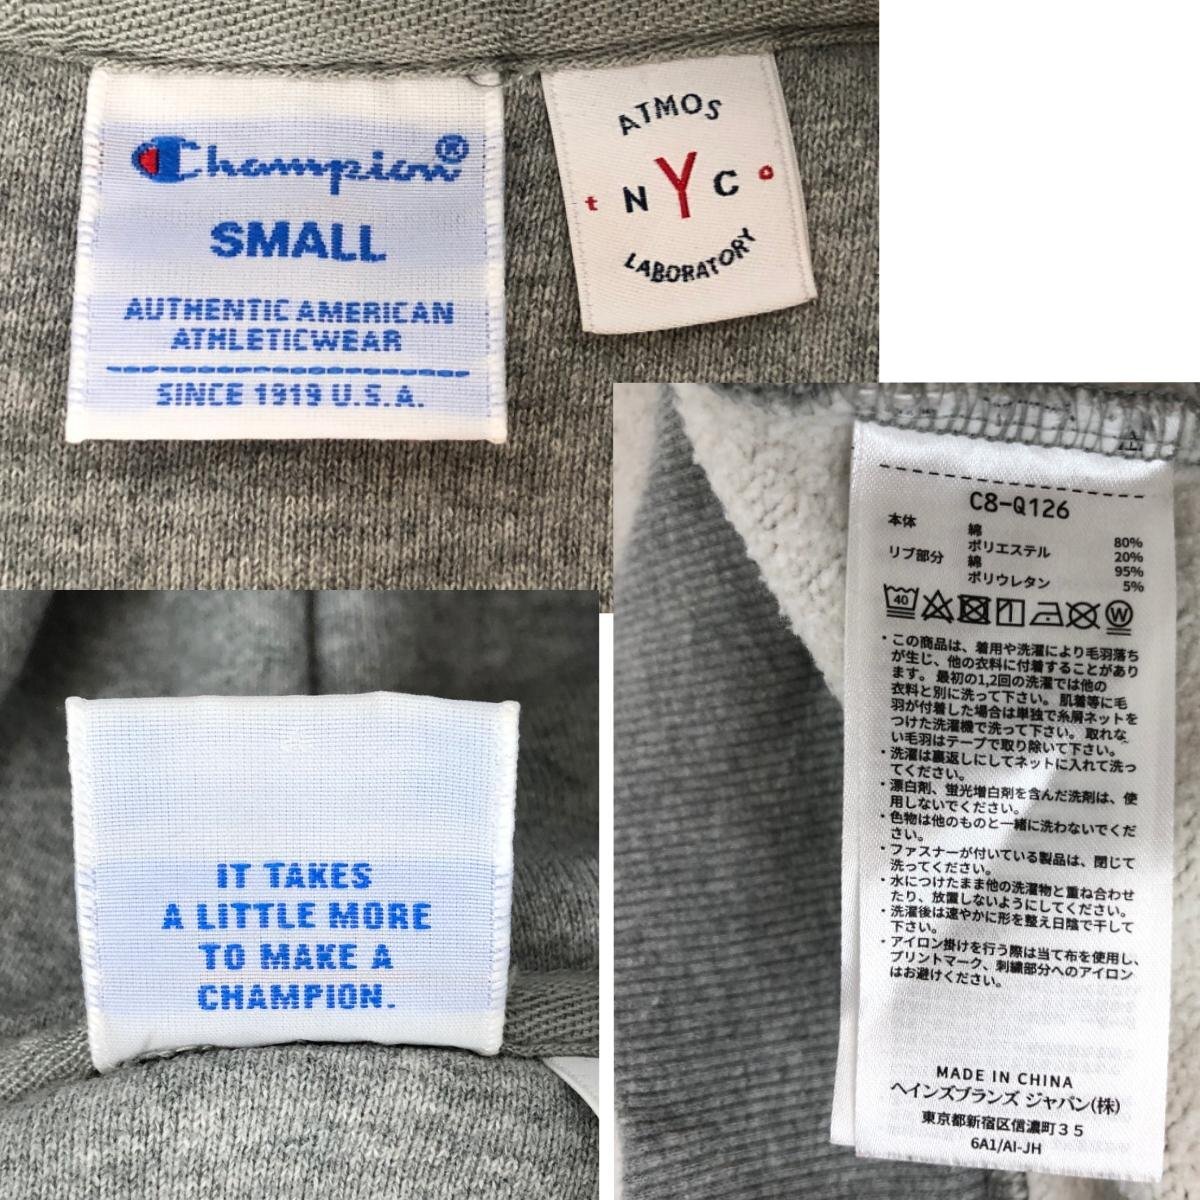 Champion®
SMALL
AUTHENTIC AMERICAN
ATHLETICWEAR
SINCE 1919 U.S.A.
ATMOS
t NYC o
LABORATORY
IT TAKES
A LITTLE MORE
TO MAKE A
CHAMPION.
C8-Q126
本体 綿 80%
ポリエステル 20%
リブ部分 綿 95%
ポリウレタン 5%
40
W
・この商品は、着用や洗濯により毛羽落ち
が生じ、他の衣料に付着することがあり
ます。最初の1,2回の洗濯では他の
衣料と別に洗って下さい。肌着等に毛
羽が付着した場合は単独で糸屑ネットを
つけた洗濯機で洗って下さい。取れな
い毛羽はテープで取り除いて下さい。
・洗濯は裏返しにしてネットに入れて洗っ
てください。
・漂白剤、蛍光増白剤を含んだ洗剤は、使
用しないでください。
・色物は他のものと一緒に洗わないでくだ
さい。
・ファスナーが付いている製品は、閉じて
洗ってください。
・水につけたまま他の洗濯物と重ね合わせ
たり、放置しないようにしてください。
・洗濯後は速やかに形を整え日陰で干して
下さい。
・アイロン掛けを行う際は当て布を使用し、
プリントマーク、刺繍部分へのアイロン
はお避けください。
MADE IN CHINA
ヘインズブランズ ジャパン(株)
東京都新宿区信濃町35
6A1/AI-JH